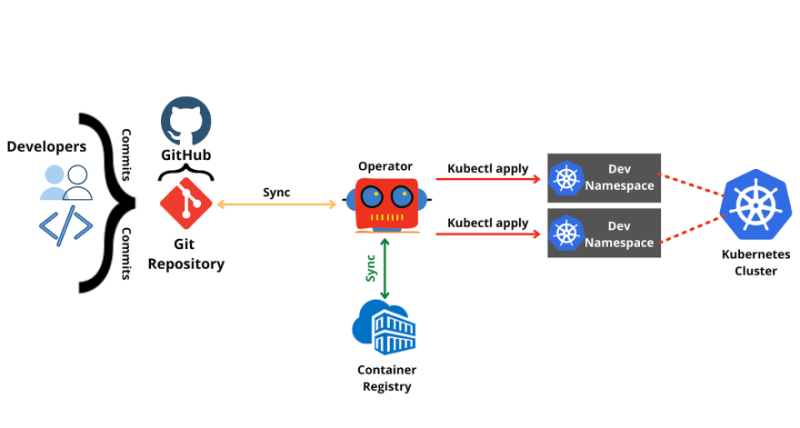 Developers
Commits
Commits
GitHub
Git
Repository
Sync
Operator
Sync
Container
Registry
Kubectl apply
Kubectl apply
Dev
Namespace
Dev
Namespace
Kubernetes
Cluster